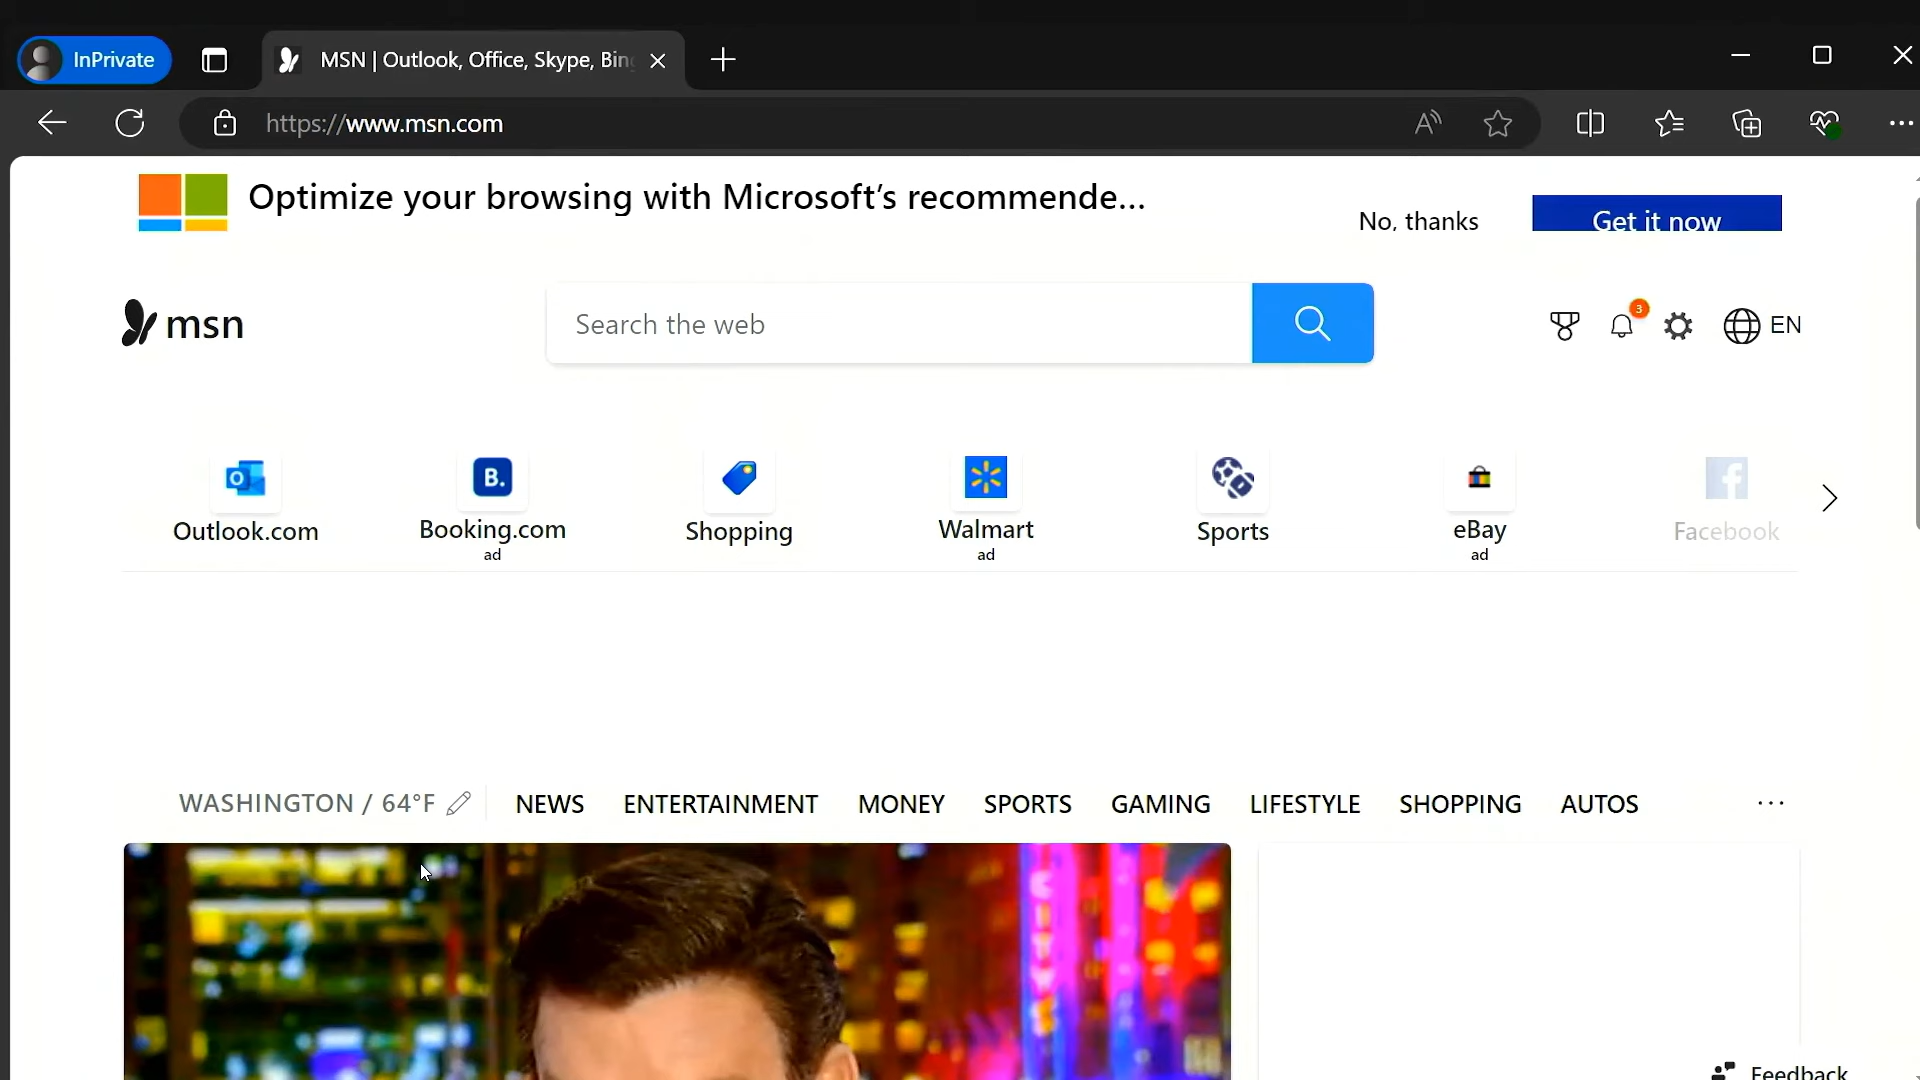 InPrivate
MSN | Outlook, Office, Skype, Bin
https://www.msn.com
Optimize your browsing with Microsoft's recommende...
No, thanks
Get it now
msn
Search the web
3
EN
Outlook.com
B.
Booking.com
ad
Shopping
Walmart
ad
Sports
eBay
ad
Facebook
WASHINGTON / 64°F
NEWS
ENTERTAINMENT
MONEY
SPORTS
GAMING
LIFESTYLE
SHOPPING
AUTOS
Feedback